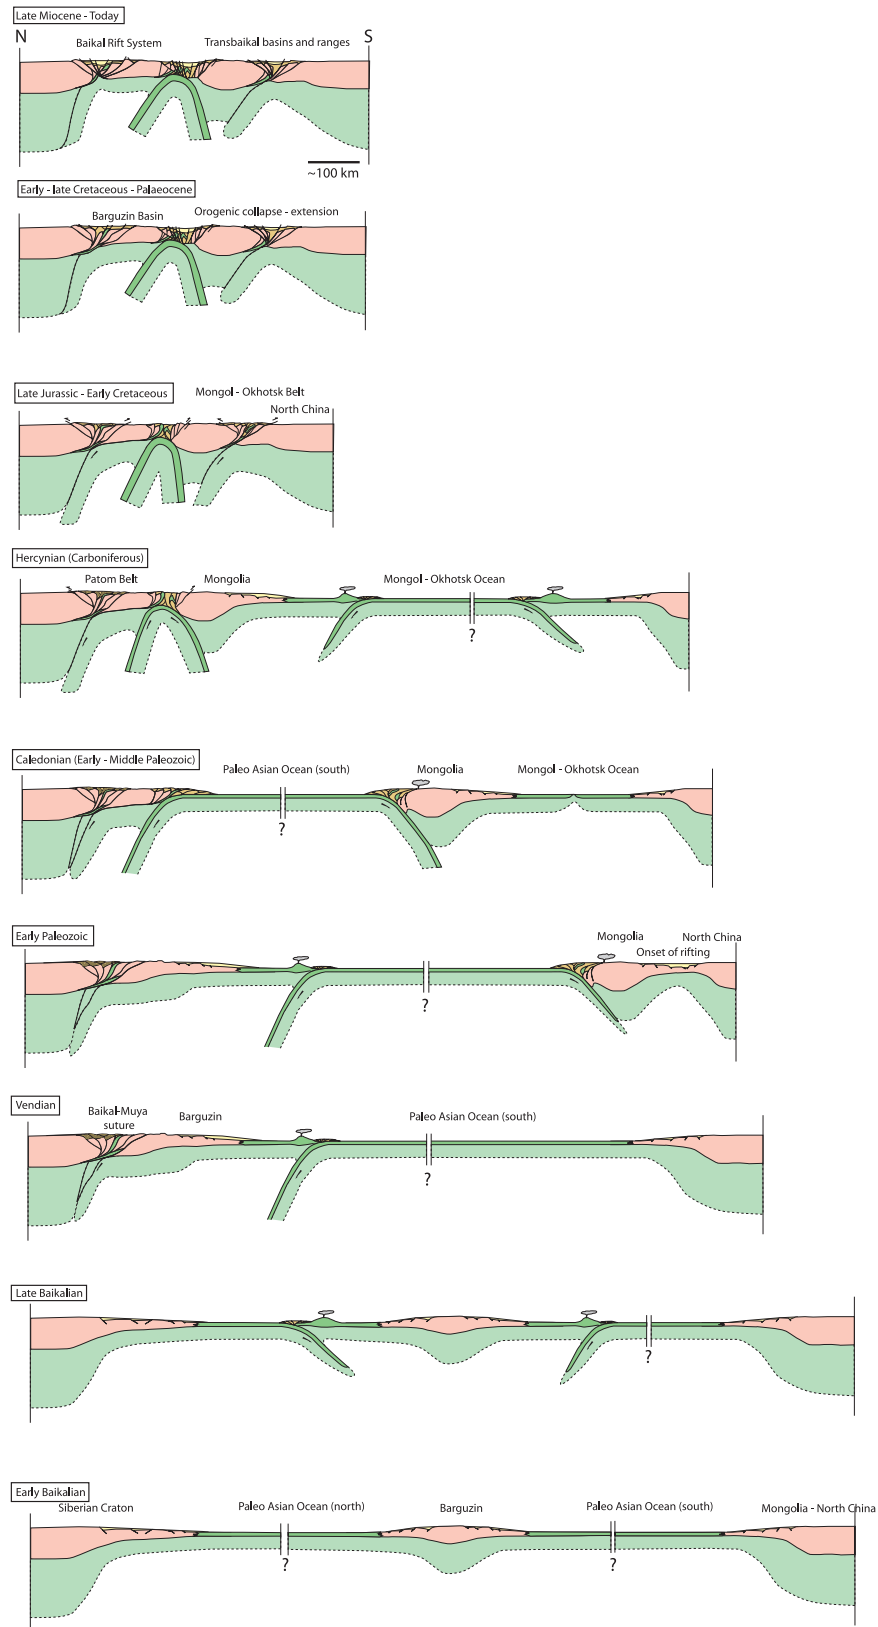 Late Miocene - Today
N
S
Baikal Rift System
Transbaikal basins and ranges
~100 km
Early - late Cretaceous - Palaeocene
Barguzin Basin
Orogenic collapse - extension
Late Jurassic - Early Cretaceous
Mongol - Okhotsk Belt
North China
Hercynian (Carboniferous)
Patom Belt
Mongolia
Mongol - Okhotsk Ocean
?
Caledonian (Early - Middle Paleozoic)
Paleo Asian Ocean (south)
Mongolia
Mongol - Okhotsk Ocean
?
Early Paleozoic
Mongolia
North China
Onset of rifting
?
Vendian
Baikal-Muya
suture
Barguzin
Paleo Asian Ocean (south)
?
Late Baikalian
?
Early Baikalian
Siberian Craton
Paleo Asian Ocean (north)
Barguzin
Paleo Asian Ocean (south)
Mongolia - North China
?
?